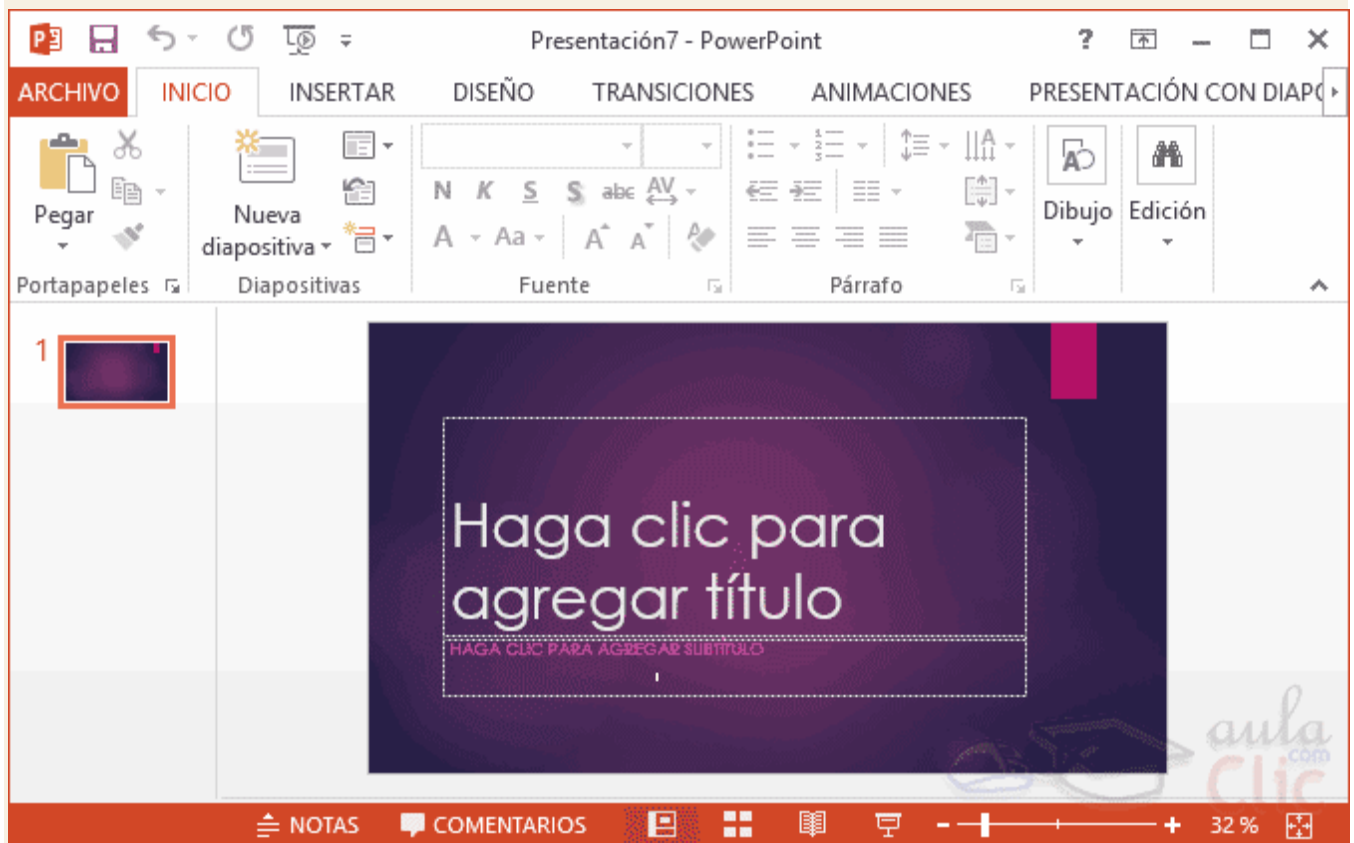 Presentación7 - PowerPoint
ARCHIVO INICIO INSERTAR DISEÑO TRANSICIONES ANIMACIONES PRESENTACIÓN CON DIAP
Pegar
Nueva
diapositiva
N K S S abc AV
A Aa A A
Dibujo Edición
Portapapeles Diapositivas Fuente Párrafo
1
Haga clic para
agregar título
HAGA CLIC PARA AGREGAR SUBTÍTULO
aula
com
Clic
NOTAS COMENTARIOS 32 %